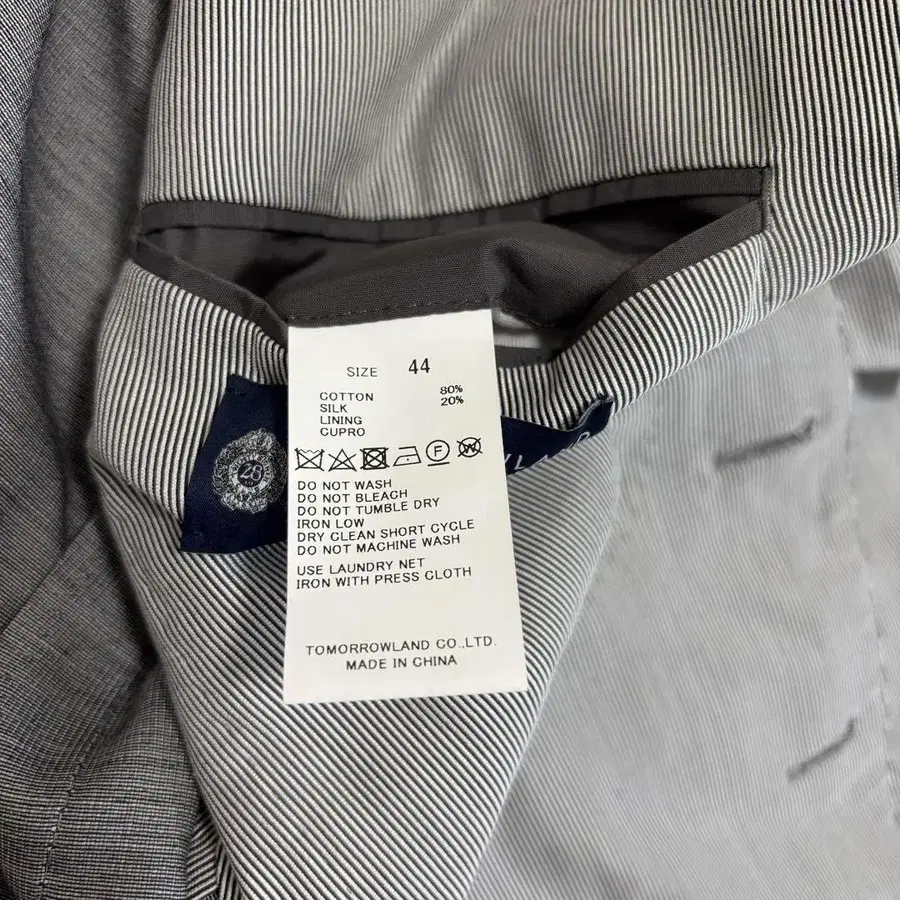 SIZE 44
COTTON 80%
SILK 20%
LINING
CUPRO
DO NOT WASH
DO NOT BLEACH
DO NOT TUMBLE DRY
IRON LOW
DRY CLEAN SHORT CYCLE
DO NOT MACHINE WASH
USE LAUNDRY NET
IRON WITH PRESS CLOTH
TOMORROWLAND CO.,LTD.
MADE IN CHINA